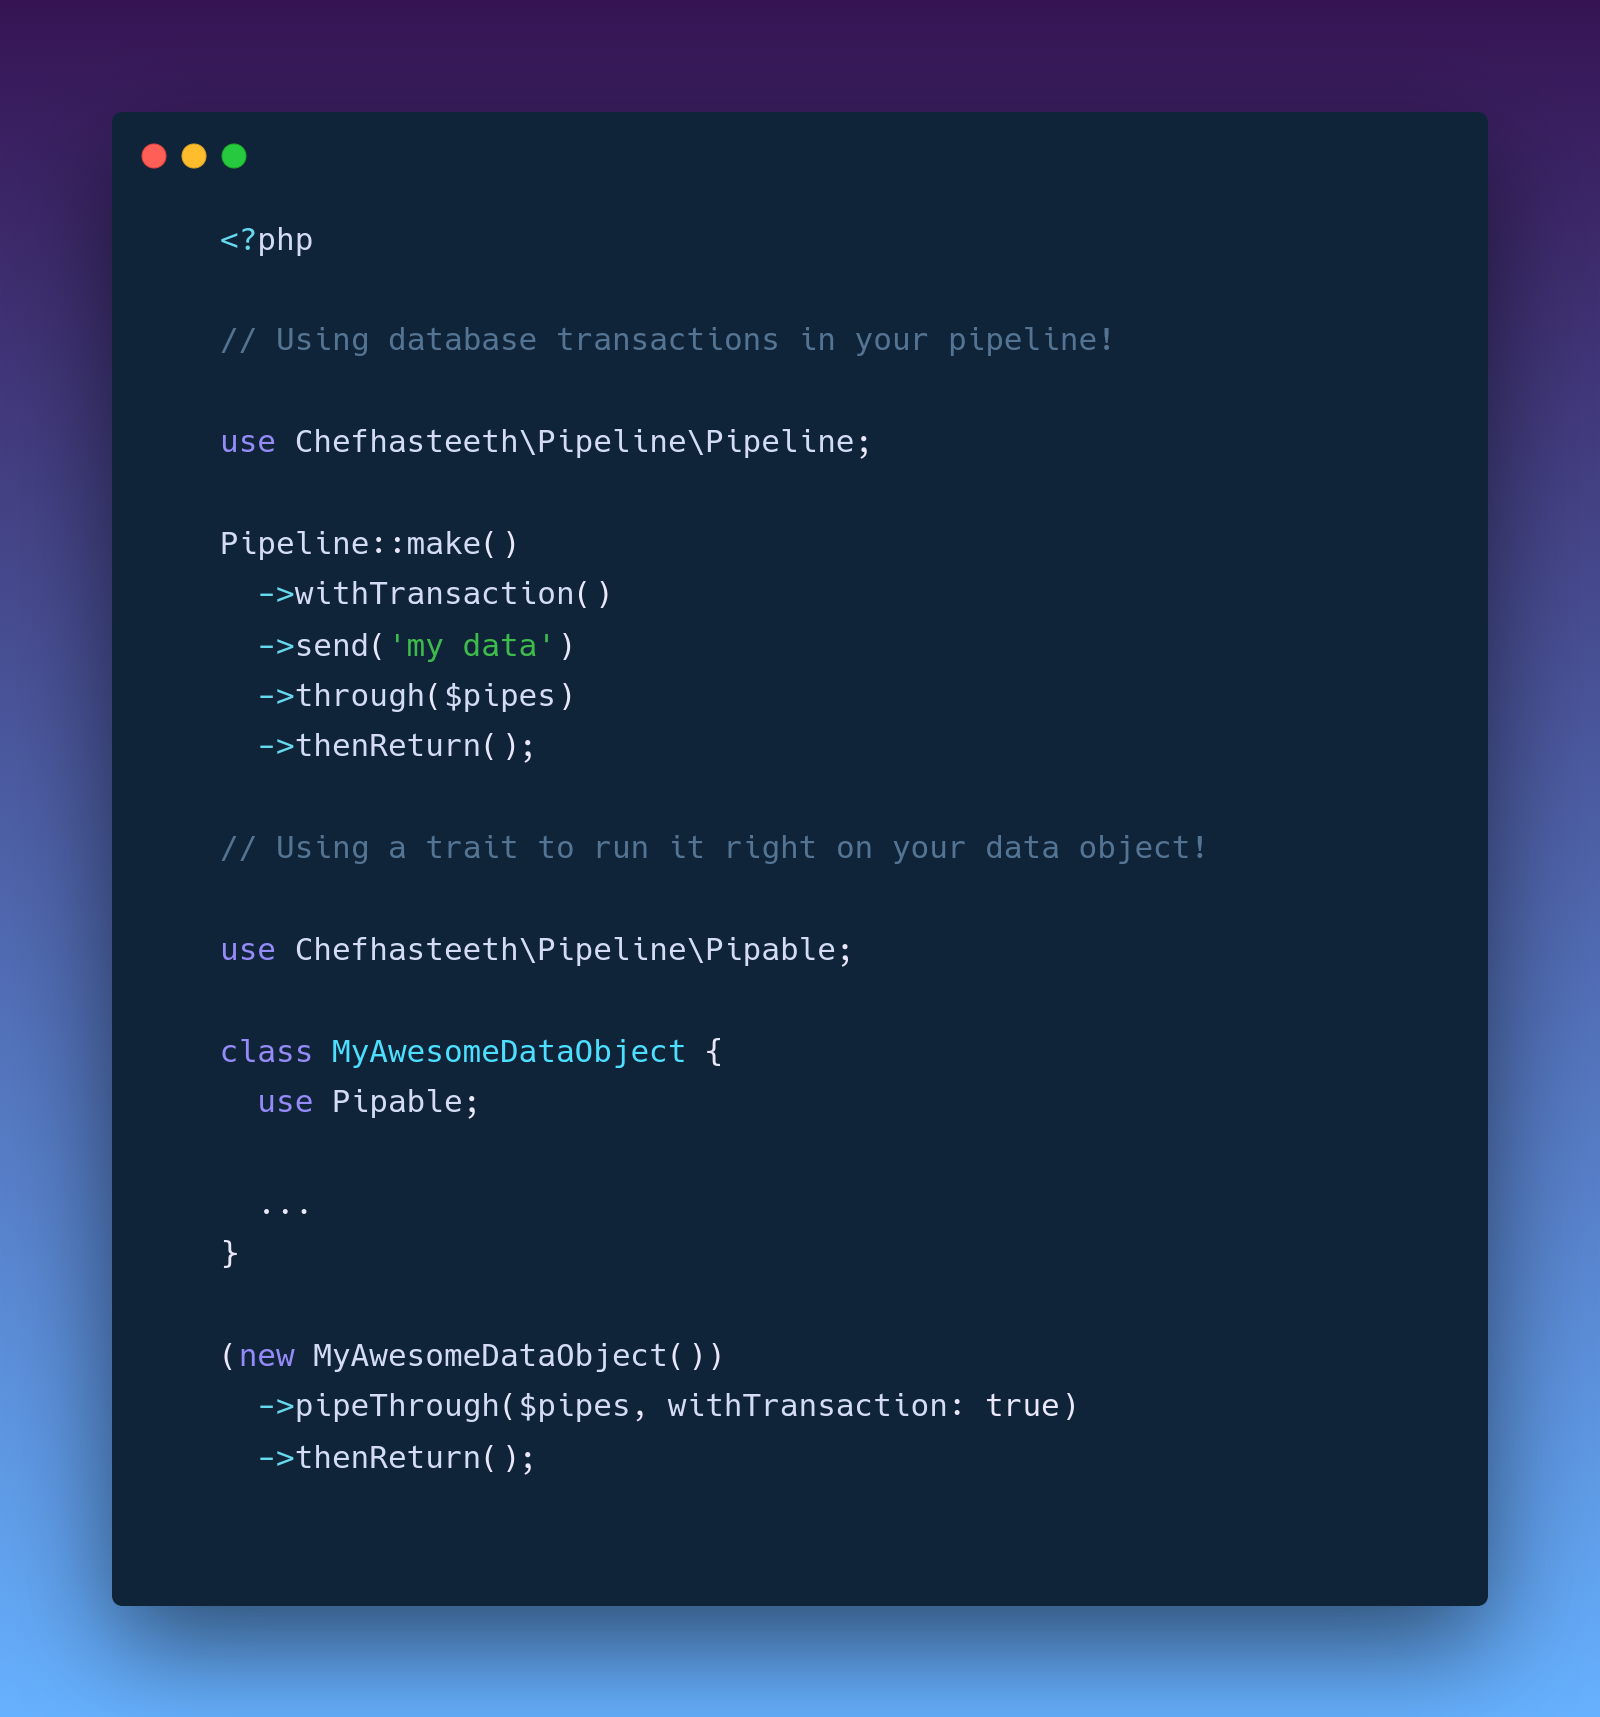 <?php
// Using database transactions in your pipeline!
use Chefhasteeth\Pipeline\Pipeline;
Pipeline::make()
  ->withTransaction()
  ->send('my data')
  ->through($pipes)
  ->thenReturn();
// Using a trait to run it right on your data object!
use Chefhasteeth\Pipeline\Pipable;
class MyAwesomeDataObject {
  use Pipable;
  ...
}
(new MyAwesomeDataObject())
  ->pipeThrough($pipes, withTransaction: true)
  ->thenReturn();